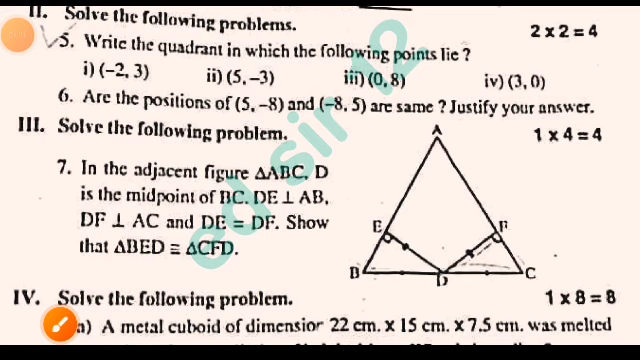 II. Solve the following problems. 2 x 2 = 4
5. Write the quadrant in which the following points lie ?
i) (–2, 3) ii) (5, –3) iii) (0, 8) iv) (3, 0)
6. Are the positions of (5, –8) and (–8, 5) are same ? Justify your answer.
III. Solve the following problem. 1 x 4 = 4
7. In the adjacent figure ΔABC, D
is the midpoint of BC. DE ⊥ AB,
DF ⊥ AC and DE = DF. Show
that ΔBED ≅ ΔCFD.
A
E F
B D C
IV. Solve the following problem. 1 x 8 = 8
a) A metal cuboid of dimension 22 cm. x 15 cm. x 7.5 cm. was melted
ed sir 12